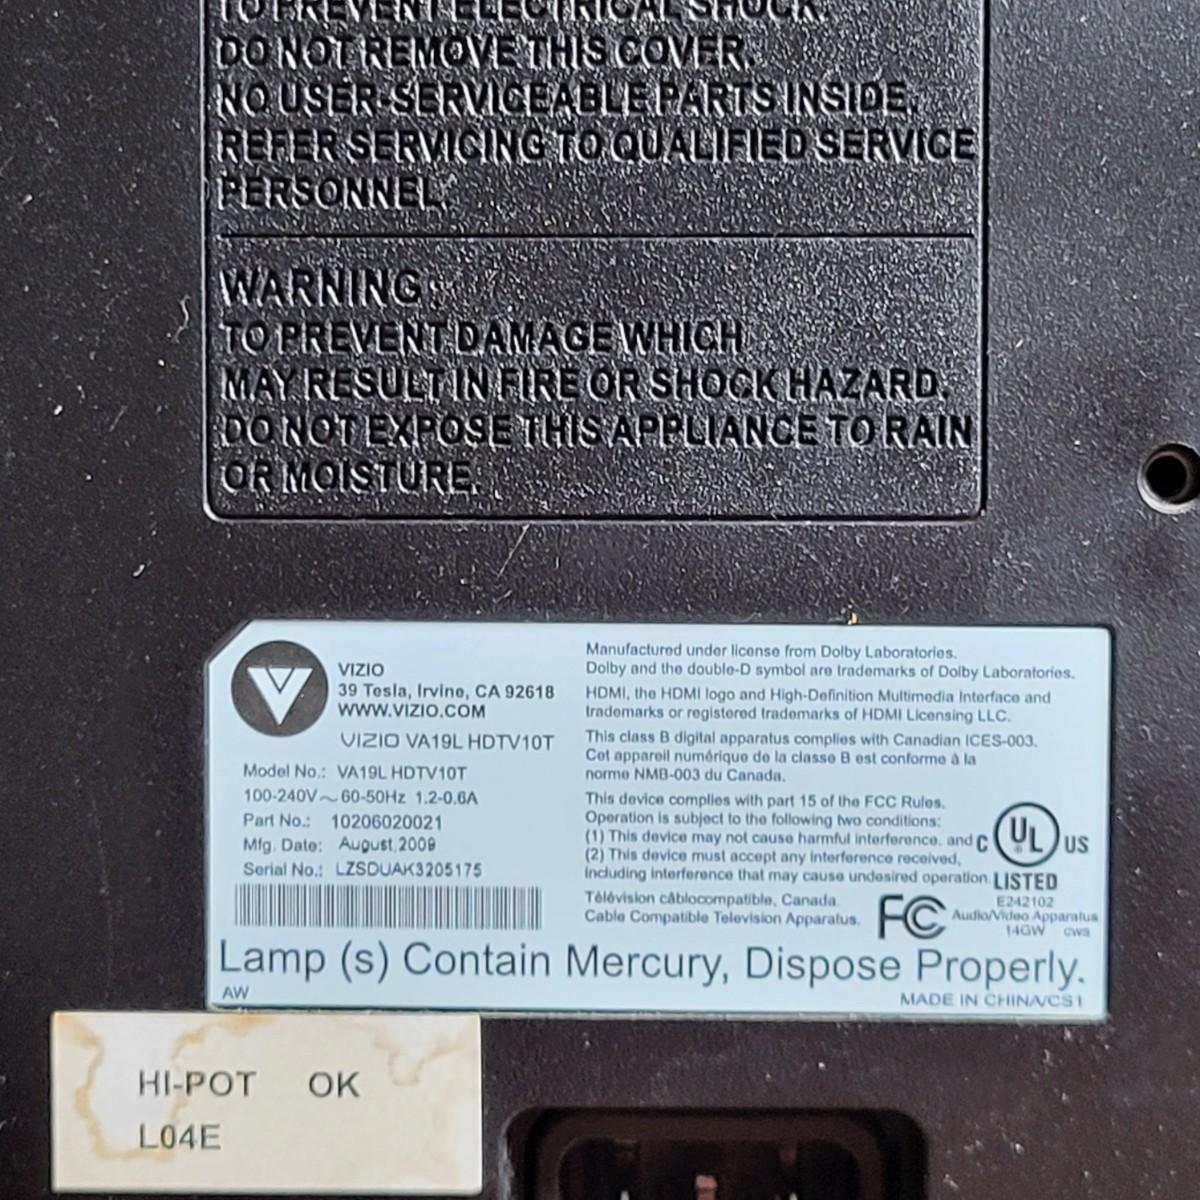 TO PREVENT ELECTRICAL SHOCK.
DO NOT REMOVE THIS COVER.
NO USER-SERVICEABLE PARTS INSIDE.
REFER SERVICING TO QUALIFIED SERVICE
PERSONNEL.
WARNING:
TO PREVENT DAMAGE WHICH
MAY RESULT IN FIRE OR SHOCK HAZARD.
DO NOT EXPOSE THIS APPLIANCE TO RAIN
OR MOISTURE.
VIZIO
39 Tesla, Irvine, CA 92618
WWW.VIZIO.COM
VIZIO VA19L HDTV10T
Model No.: VA19L HDTV10T
100-240V~60-50Hz 1.2-0.6A
Part No.: 10206020021
Mfg. Date: August, 2009
Serial No.: LZSDUAK3205175
Manufactured under license from Dolby Laboratories.
Dolby and the double-D symbol are trademarks of Dolby Laboratories.
HDMI, the HDMI logo and High-Definition Multimedia Interface and
trademarks or registered trademarks of HDMI Licensing LLC.
This class B digital apparatus complies with Canadian ICES-003.
Cet appareil numérique de la classe B est conforme à la
norme NMB-003 du Canada.
This device complies with part 15 of the FCC Rules.
Operation is subject to the following two conditions:
(1) This device may not cause harmful interference, and
(2) This device must accept any interference received,
including interference that may cause undesired operation.
Télévision câblocompatible, Canada.
Cable Compatible Television Apparatus.
FC
C UL US
®
LISTED
E242102
Audio/Video Apparatus
14GW cws
Lamp (s) Contain Mercury, Dispose Properly.
AW
MADE IN CHINA/CS1
HI-POT OK
L04E